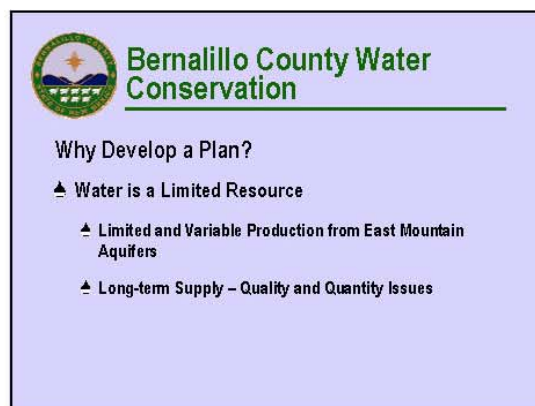 Bernalillo County Water
Conservation
Why Develop a Plan?
Water is a Limited Resource
Limited and Variable Production from East Mountain
Aquifers
Long-term Supply – Quality and Quantity Issues